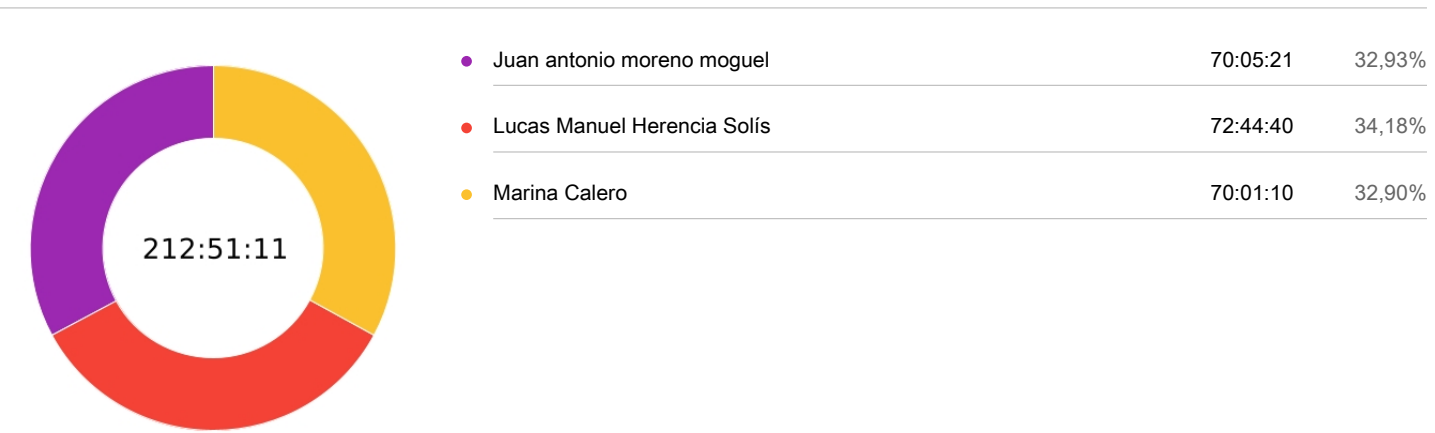 Juan antonio moreno moguel 70:05:21 32,93%
Lucas Manuel Herencia Solís 72:44:40 34,18%
Marina Calero 70:01:10 32,90%
212:51:11